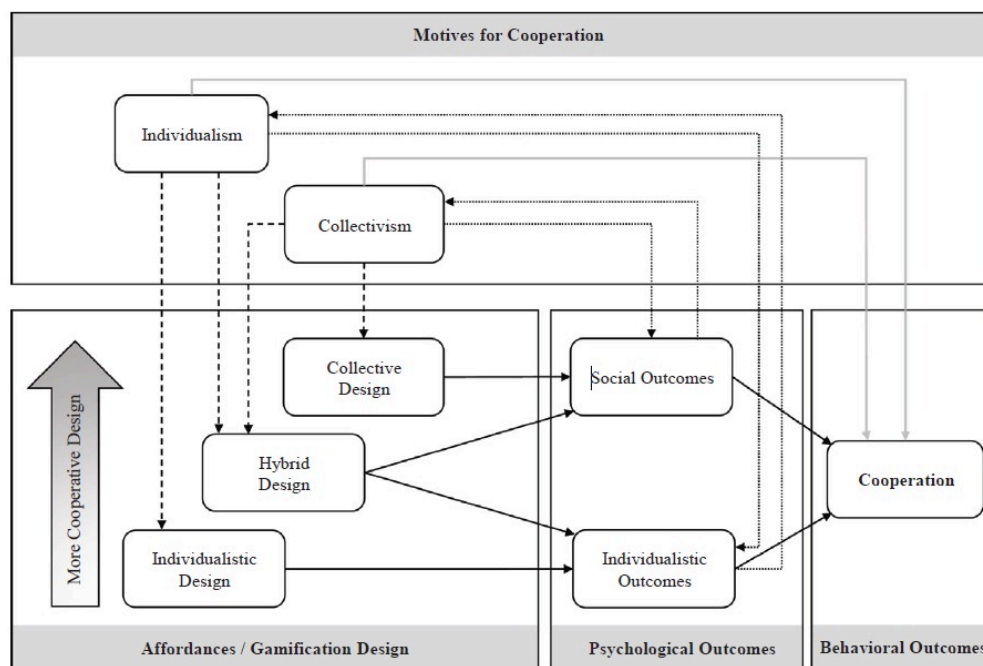 Motives for Cooperation
Individualism
Collectivism
More Cooperative Design
Collective
Design
Social Outcomes
Hybrid
Design
Cooperation
Individualistic
Design
Individualistic
Outcomes
Affordances / Gamification Design
Psychological Outcomes
Behavioral Outcomes